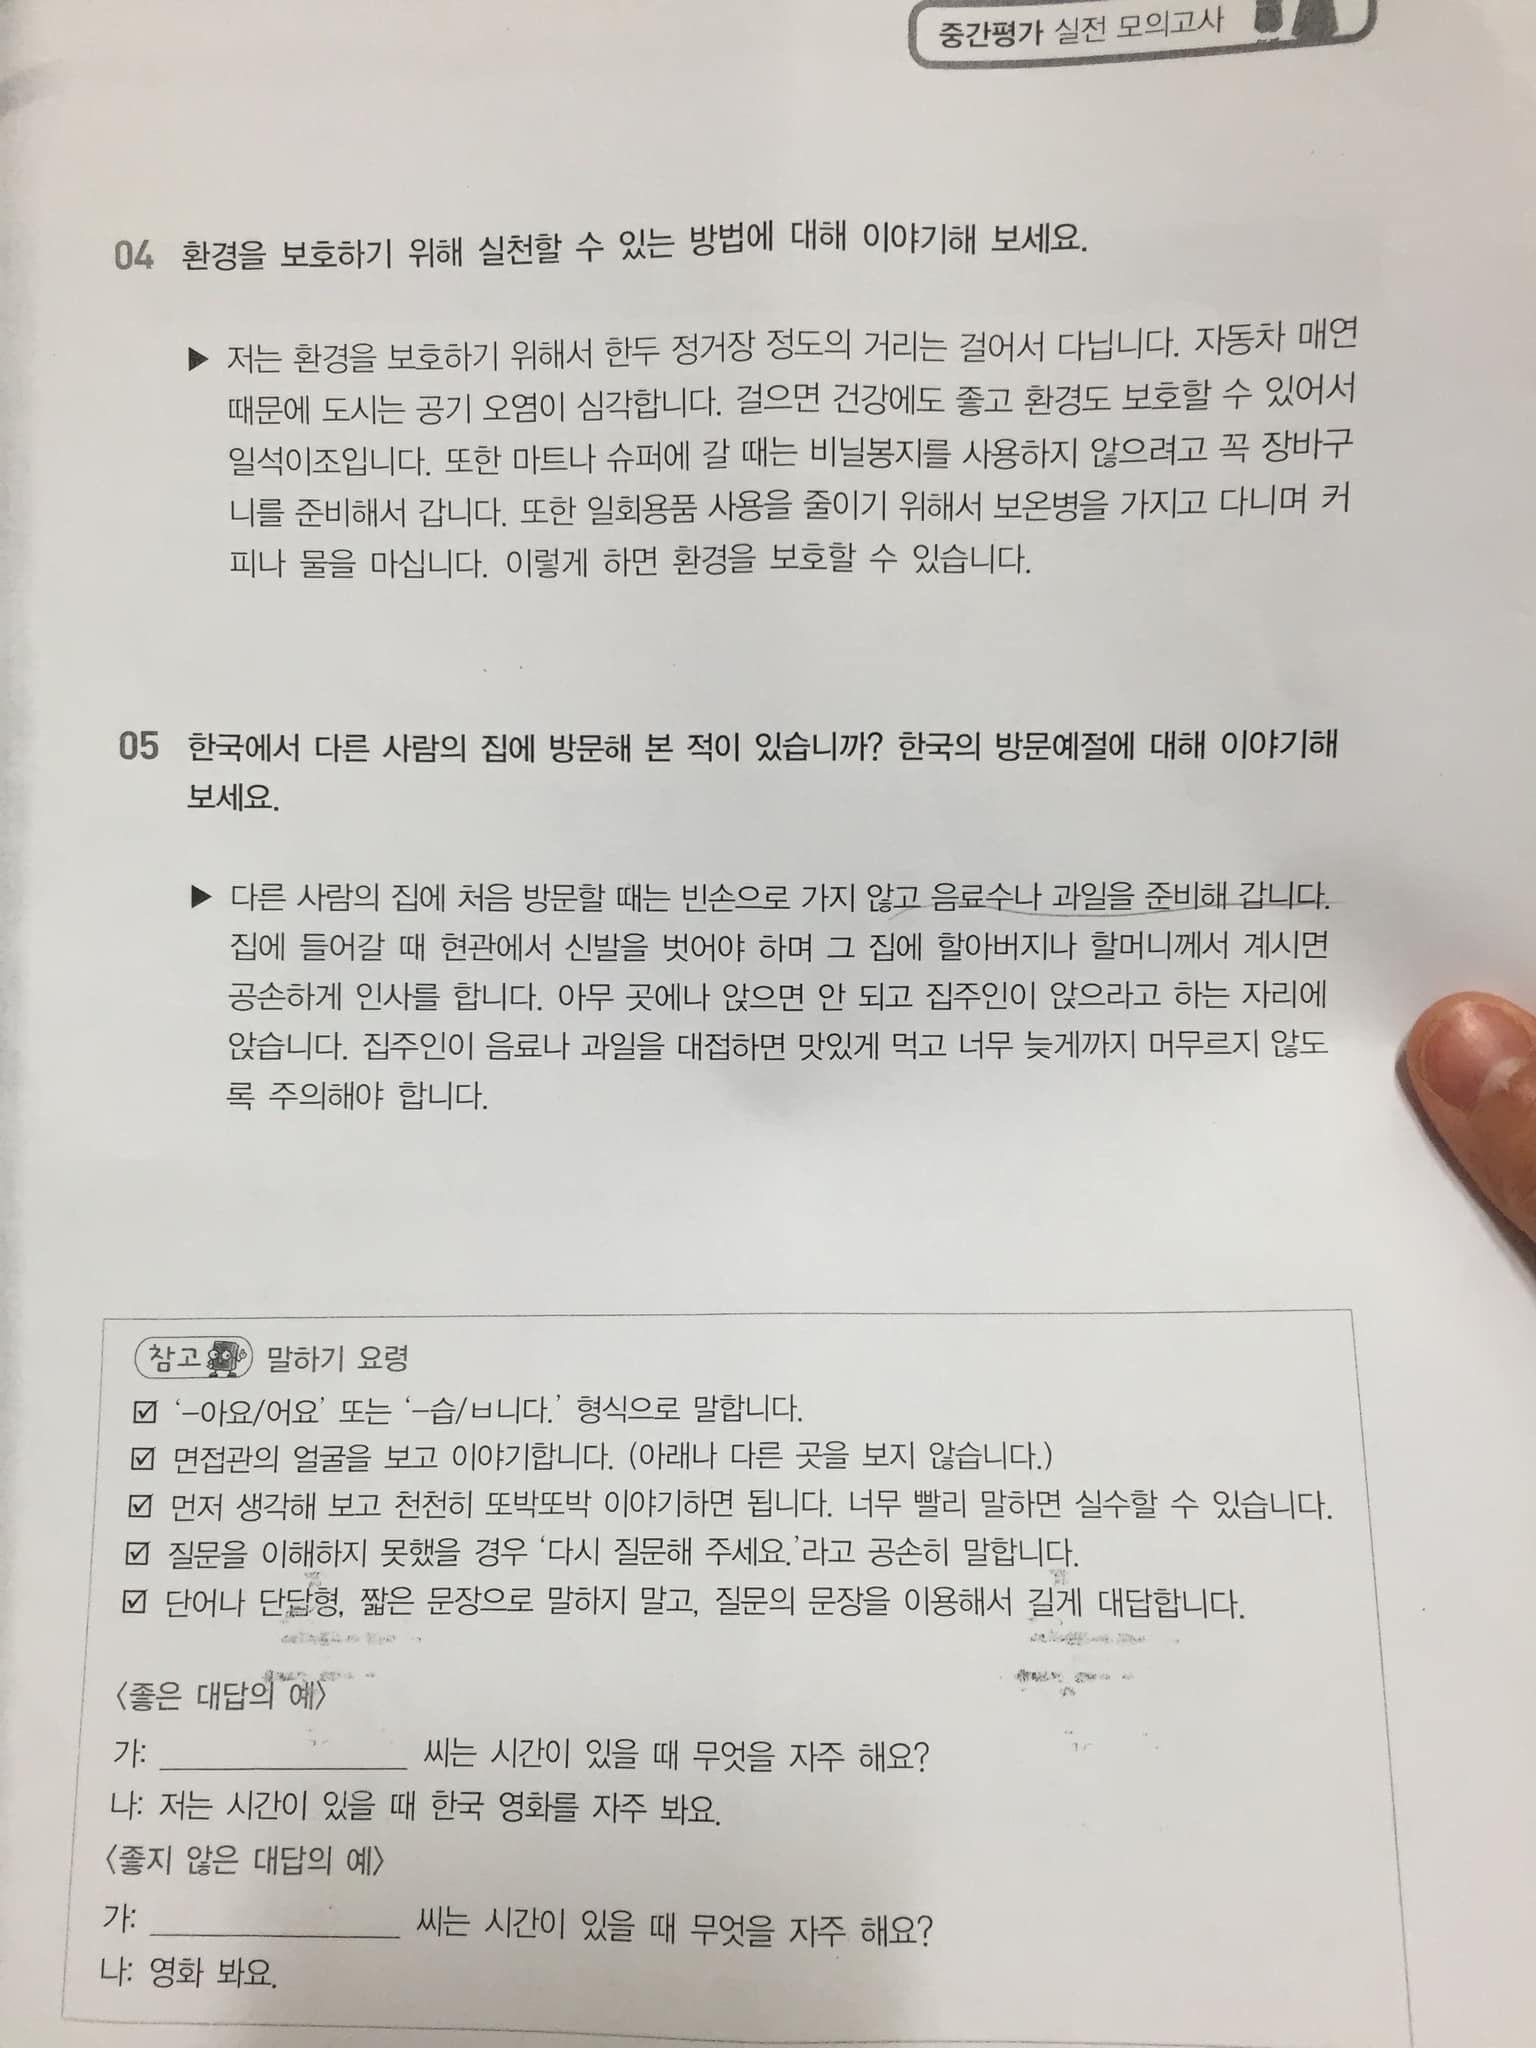 중간평가 실전 모의고사
04 환경을 보호하기 위해 실천할 수 있는 방법에 대해 이야기해 보세요.
▶ 저는 환경을 보호하기 위해서 한두 정거장 정도의 거리는 걸어서 다닙니다. 자동차 매연
때문에 도시는 공기 오염이 심각합니다. 걸으면 건강에도 좋고 환경도 보호할 수 있어서
일석이조입니다. 또한 마트나 슈퍼에 갈 때는 비닐봉지를 사용하지 않으려고 꼭 장바구
니를 준비해서 갑니다. 또한 일회용품 사용을 줄이기 위해서 보온병을 가지고 다니며 커
피나 물을 마십니다. 이렇게 하면 환경을 보호할 수 있습니다.
05 한국에서 다른 사람의 집에 방문해 본 적이 있습니까? 한국의 방문예절에 대해 이야기해
보세요.
▶ 다른 사람의 집에 처음 방문할 때는 빈손으로 가지 않고 음료수나 과일을 준비해 갑니다.
집에 들어갈 때 현관에서 신발을 벗어야 하며 그 집에 할아버지나 할머니께서 계시면
공손하게 인사를 합니다. 아무 곳에나 앉으면 안 되고 집주인이 앉으라고 하는 자리에
앉습니다. 집주인이 음료나 과일을 대접하면 맛있게 먹고 너무 늦게까지 머무르지 않도
록 주의해야 합니다.
참고 말하기 요령
☑ ‘–아요/어요’ 또는 ‘–습/ㅂ니다.’ 형식으로 말합니다.
☑ 면접관의 얼굴을 보고 이야기합니다. (아래나 다른 곳을 보지 않습니다.)
☑ 먼저 생각해 보고 천천히 또박또박 이야기하면 됩니다. 너무 빨리 말하면 실수할 수 있습니다.
☑ 질문을 이해하지 못했을 경우 ‘다시 질문해 주세요.’라고 공손히 말합니다.
☑ 단어나 단답형, 짧은 문장으로 말하지 말고, 질문의 문장을 이용해서 길게 대답합니다.
〈좋은 대답의 예〉
가: ____________ 씨는 시간이 있을 때 무엇을 자주 해요?
나: 저는 시간이 있을 때 한국 영화를 자주 봐요.
〈좋지 않은 대답의 예〉
가: ____________ 씨는 시간이 있을 때 무엇을 자주 해요?
나: 영화 봐요.